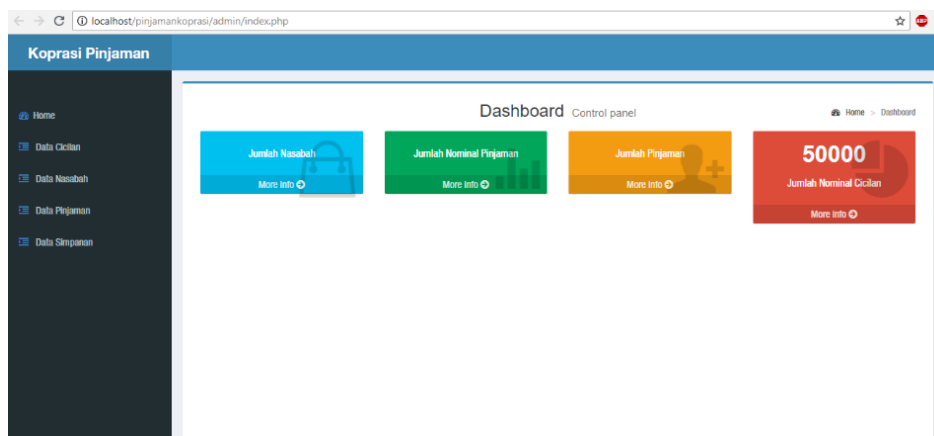 localhost/pinjamankoprasi/admin/index.php
ABP
Koprasi Pinjaman
Home
Data Cicilan
Data Nasabah
Data Pinjaman
Data Simpanan
Dashboard Control panel
Home > Dashboard
Jumlah Nasabah
More info
Jumlah Nominal Pinjaman
More info
Jumlah Pinjaman
More info
50000
Jumlah Nominal Cicilan
More info